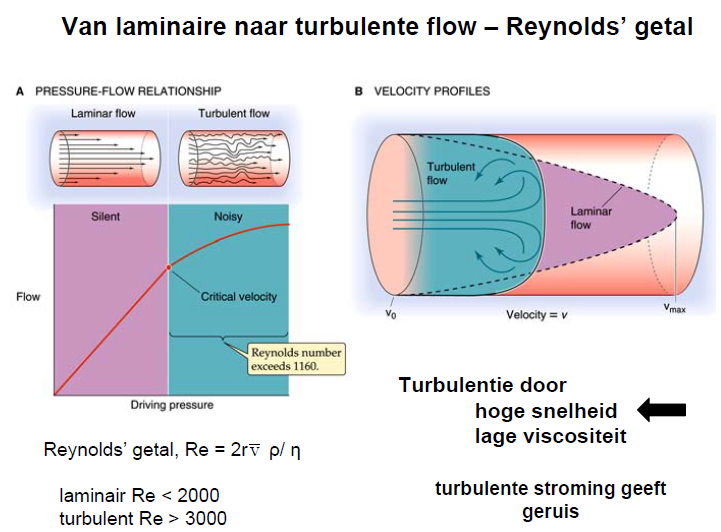 Van laminaire naar turbulente flow – Reynolds’ getal
A PRESSURE-FLOW RELATIONSHIP
Laminar flow
Turbulent flow
Silent
Noisy
Flow
Critical velocity
Reynolds number
exceeds 1160.
Driving pressure
B VELOCITY PROFILES
Turbulent
flow
Laminar
flow
v₀
Velocity = v
vₘₐₓ
Reynolds’ getal, Re = 2rv̅ ρ/ η
laminair Re < 2000
turbulent Re > 3000
Turbulentie door
hoge snelheid
lage viscositeit
turbulente stroming geeft
geruis